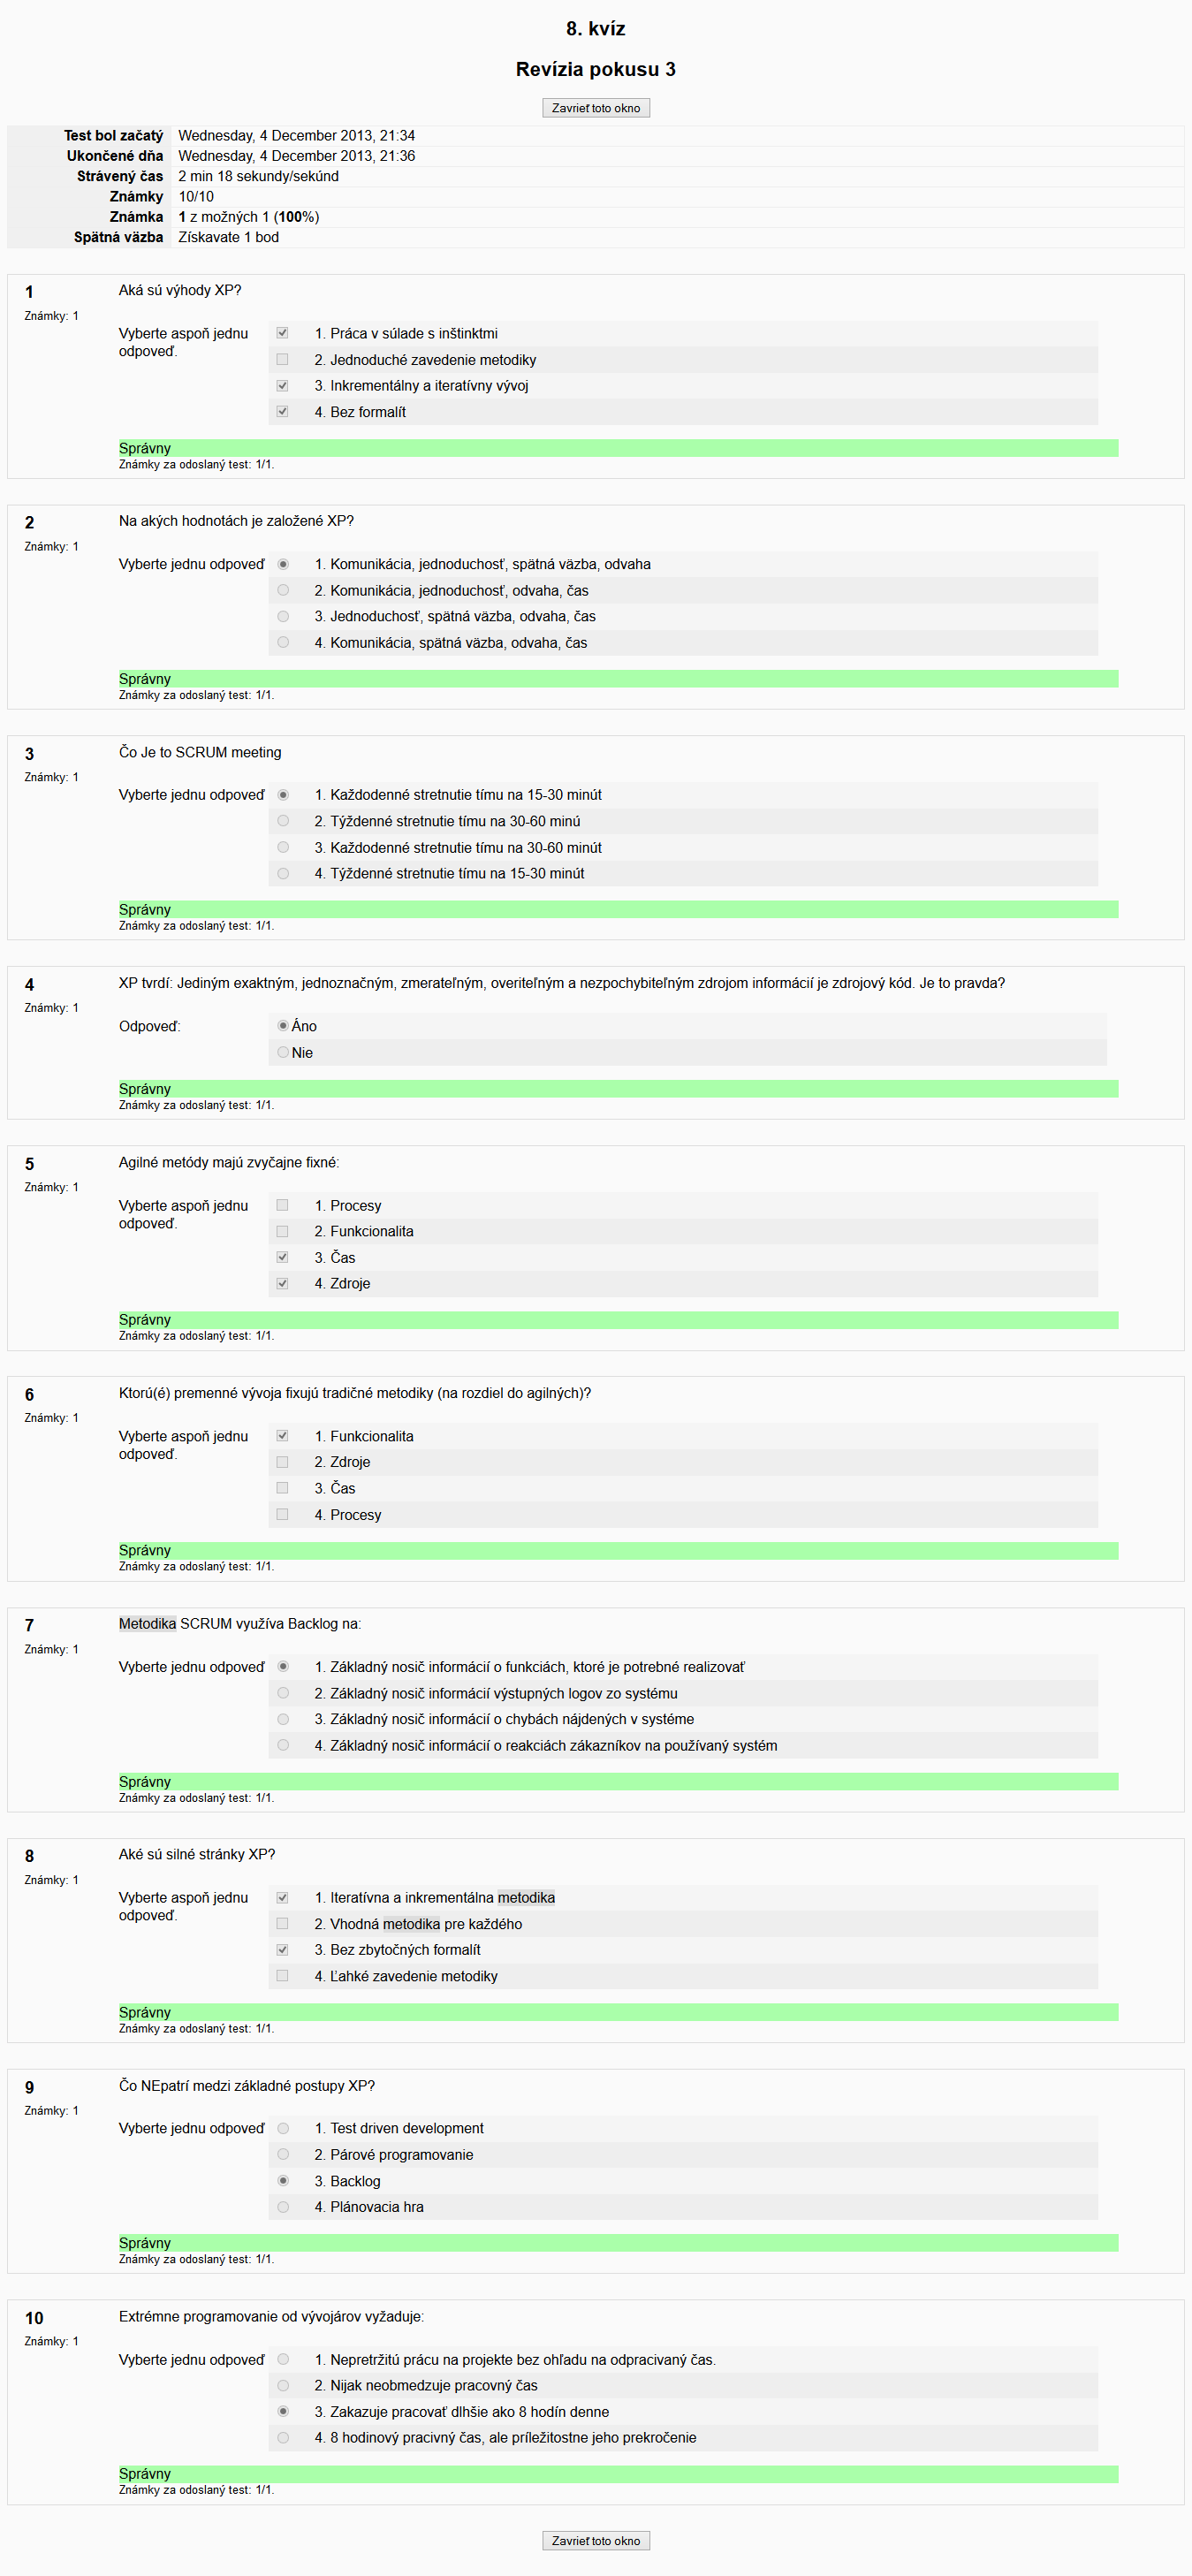 8. kvíz
Revízia pokusu 3
Zavrieť toto okno
Test bol začatý Wednesday, 4 December 2013, 21:34
Ukončené dňa Wednesday, 4 December 2013, 21:36
Strávený čas 2 min 18 sekundy/sekúnd
Známky 10/10
Známka 1 z možných 1 (100%)
Spätná väzba Získavate 1 bod
1 Aká sú výhody XP?
Známky: 1
Vyberte aspoň jednu
odpoveď.
1. Práca v súlade s inštinktmi
2. Jednoduché zavedenie metodiky
3. Inkrementálny a iteratívny vývoj
4. Bez formalít
Správny
Známky za odoslaný test: 1/1.
2 Na akých hodnotách je založené XP?
Známky: 1
Vyberte jednu odpoveď
1. Komunikácia, jednoduchosť, spätná väzba, odvaha
2. Komunikácia, jednoduchosť, odvaha, čas
3. Jednoduchosť, spätná väzba, odvaha, čas
4. Komunikácia, spätná väzba, odvaha, čas
Správny
Známky za odoslaný test: 1/1.
3 Čo Je to SCRUM meeting
Známky: 1
Vyberte jednu odpoveď
1. Každodenné stretnutie tímu na 15-30 minút
2. Týždenné stretnutie tímu na 30-60 minú
3. Každodenné stretnutie tímu na 30-60 minút
4. Týždenné stretnutie tímu na 15-30 minút
Správny
Známky za odoslaný test: 1/1.
4 XP tvrdí: Jediným exaktným, jednoznačným, zmerateľným, overiteľným a nezpochybiteľným zdrojom informácií je zdrojový kód. Je to pravda?
Známky: 1
Odpoveď:
Áno
Nie
Správny
Známky za odoslaný test: 1/1.
5 Agilné metódy majú zvyčajne fixné:
Známky: 1
Vyberte aspoň jednu
odpoveď.
1. Procesy
2. Funkcionalita
3. Čas
4. Zdroje
Správny
Známky za odoslaný test: 1/1.
6 Ktorú(é) premenné vývoja fixujú tradičné metodiky (na rozdiel do agilných)?
Známky: 1
Vyberte aspoň jednu
odpoveď.
1. Funkcionalita
2. Zdroje
3. Čas
4. Procesy
Správny
Známky za odoslaný test: 1/1.
7 Metodika SCRUM využíva Backlog na:
Známky: 1
Vyberte jednu odpoveď
1. Základný nosič informácií o funkciách, ktoré je potrebné realizovať
2. Základný nosič informácií výstupných logov zo systému
3. Základný nosič informácií o chybách nájdených v systéme
4. Základný nosič informácií o reakciách zákazníkov na používaný systém
Správny
Známky za odoslaný test: 1/1.
8 Aké sú silné stránky XP?
Známky: 1
Vyberte aspoň jednu
odpoveď.
1. Iteratívna a inkrementálna metodika
2. Vhodná metodika pre každého
3. Bez zbytočných formalít
4. Ľahké zavedenie metodiky
Správny
Známky za odoslaný test: 1/1.
9 Čo NEpatrí medzi základné postupy XP?
Známky: 1
Vyberte jednu odpoveď
1. Test driven development
2. Párové programovanie
3. Backlog
4. Plánovacia hra
Správny
Známky za odoslaný test: 1/1.
10 Extrémne programovanie od vývojárov vyžaduje:
Známky: 1
Vyberte jednu odpoveď
1. Nepretržitú prácu na projekte bez ohľadu na odpracivaný čas.
2. Nijak neobmedzuje pracovný čas
3. Zakazuje pracovať dlhšie ako 8 hodín denne
4. 8 hodinový pracivný čas, ale príležitostne jeho prekročenie
Správny
Známky za odoslaný test: 1/1.
Zavrieť toto okno